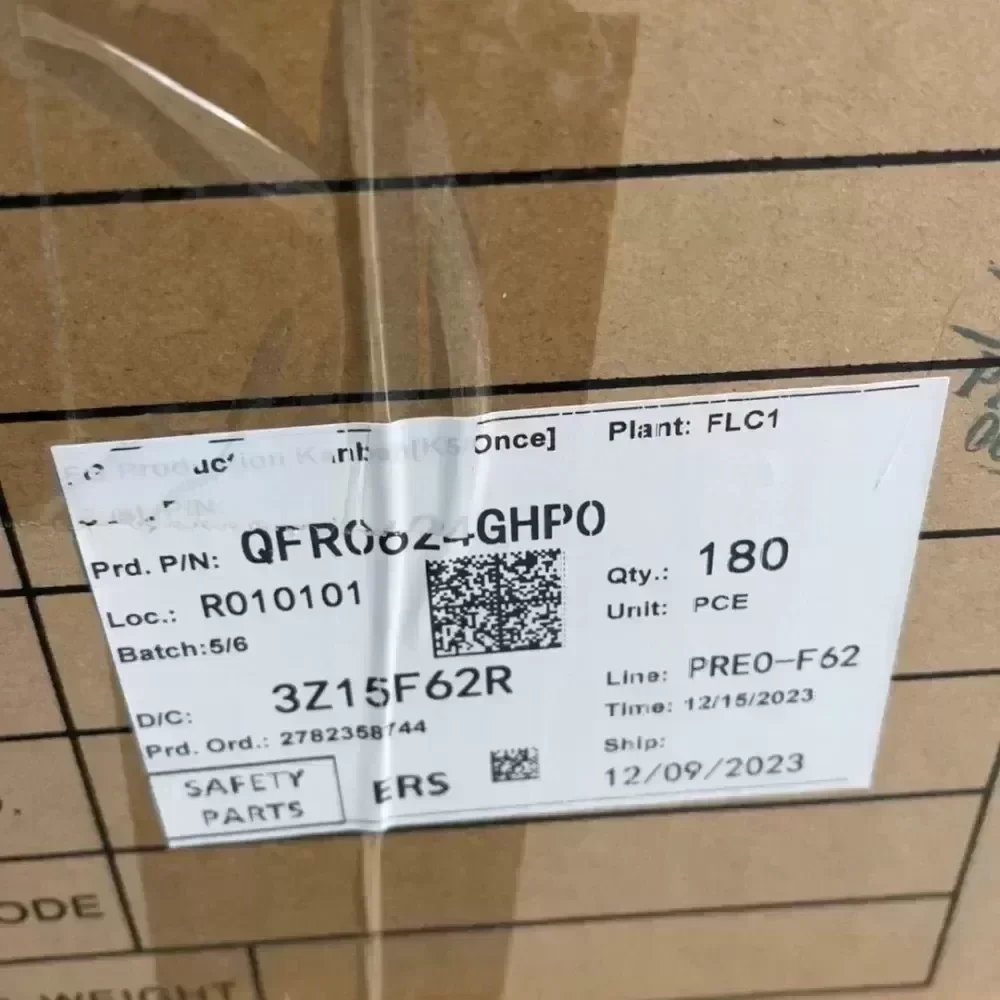 Once] Plant: FLC1
Prd. P/N: QFR0624GHP0
Qty.: 180
Loc.: R010101
Unit: PCE
Batch:5/6
Line: PRE0-F62
D/C: 3Z15F62R
Time: 12/15/2023
Prd. Ord.: 2782358744
Ship:
12/09/2023
SAFETY
PARTS
ERS